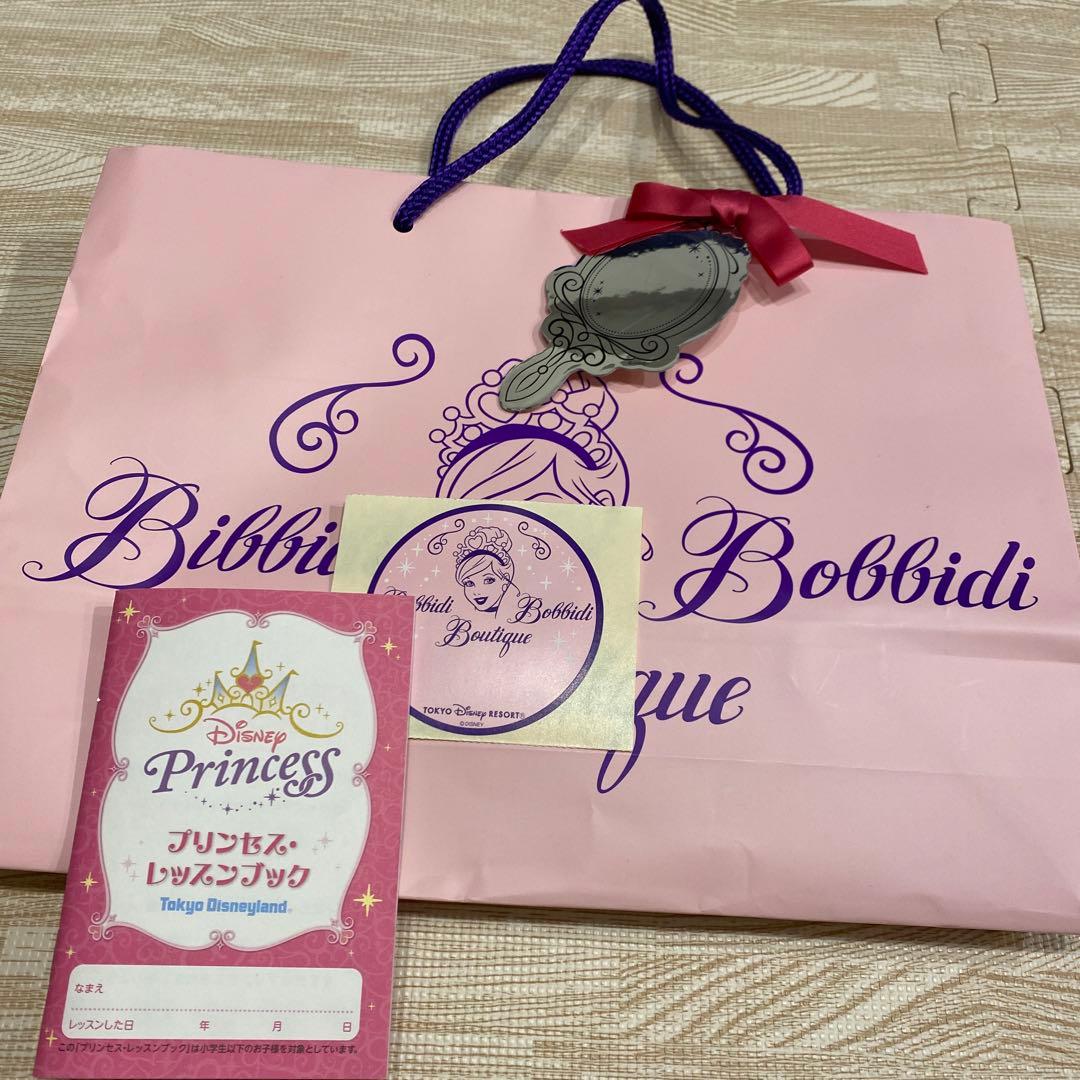 Bobbidi
Bobbidi
Boutique
TOKYO Disney RESORT®
©DISNEY
Disney
Princess
プリンセス・
レッスンブック
Tokyo Disneyland®
なまえ
レッスンした日 年 月 日
この「プリンセス・レッスンブック」は小学生以下のお子様を対象としています。